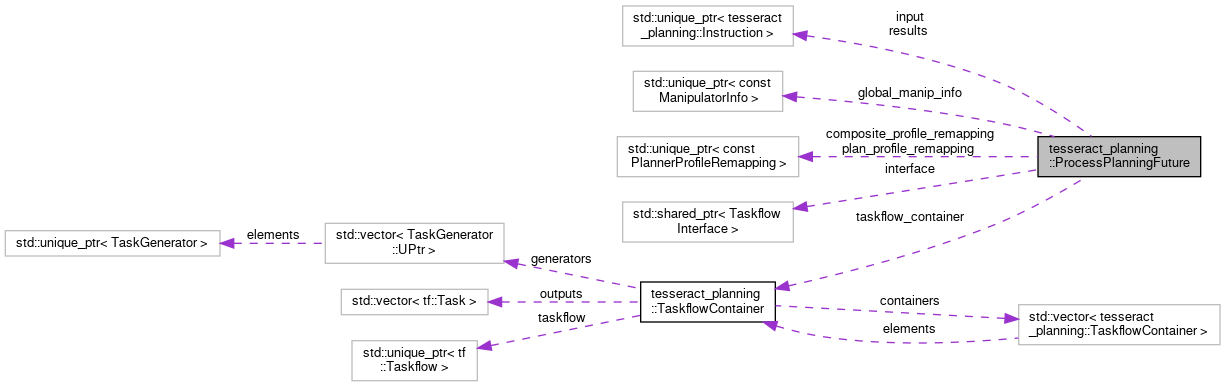 std::unique_ptr< tesseract
_planning::Instruction >
input
results
std::unique_ptr< const
ManipulatorInfo >
global_manip_info
composite_profile_remapping
plan_profile_remapping
std::unique_ptr< const
PlannerProfileRemapping >
tesseract_planning
::ProcessPlanningFuture
interface
std::shared_ptr< Taskflow
Interface >
taskflow_container
std::unique_ptr< TaskGenerator >
elements
std::vector< TaskGenerator
::UPtr >
generators
std::vector< tf::Task >
outputs
tesseract_planning
::TaskflowContainer
containers
elements
std::vector< tesseract
_planning::TaskflowContainer >
taskflow
std::unique_ptr< tf
::Taskflow >